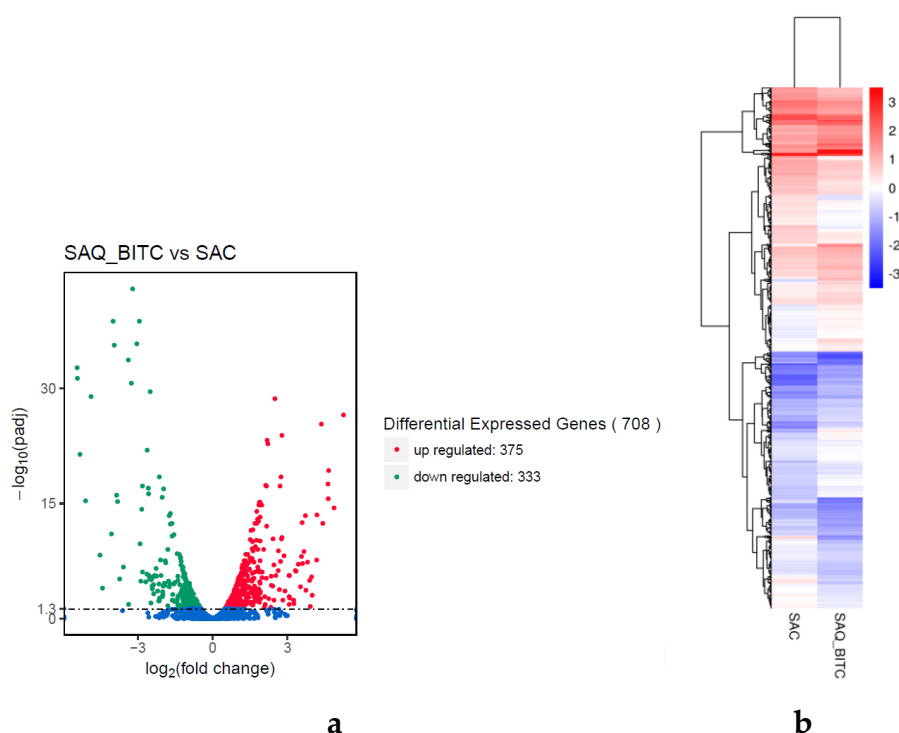 SAQ_BITC vs SAC
30
15
1.3
0
−log10(padj)
−3
0
3
log2(fold change)
Differential Expressed Genes ( 708 )
up regulated: 375
down regulated: 333
a
3
2
1
0
-1
-2
-3
SAC
SAQ_BITC
b